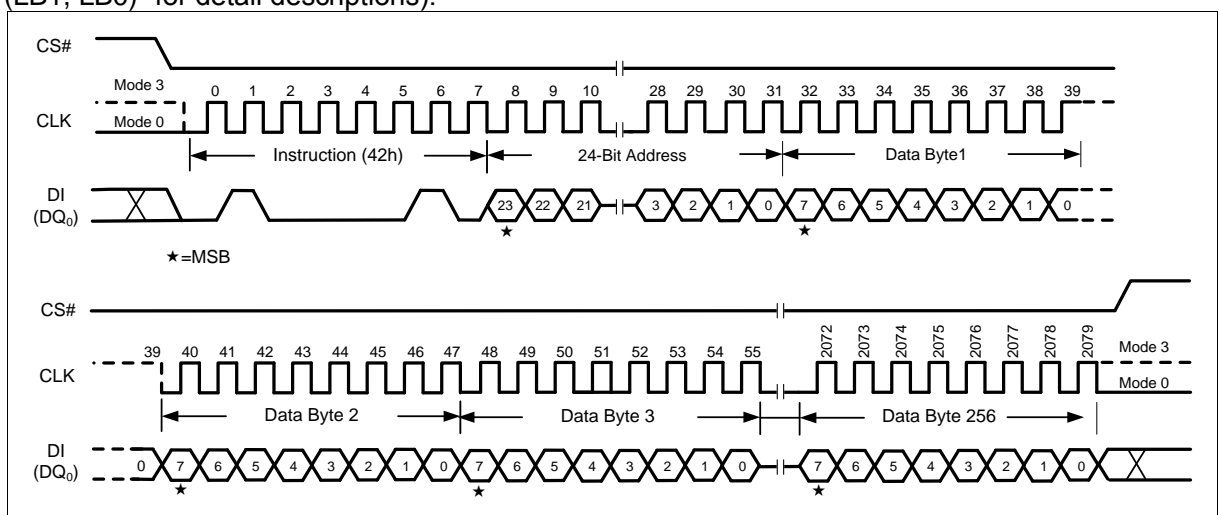 (LB1, LB0)" for detail descriptions).
CS#
Mode 3
0 1 2 3 4 5 6 7 8 9 10 28 29 30 31 32 33 34 35 36 37 38 39
CLK
Mode 0
Instruction (42h) 24-Bit Address Data Byte1
DI
(DQ0)
23 22 21 3 2 1 0 7 6 5 4 3 2 1 0
★ ★
★=MSB
CS#
39 40 41 42 43 44 45 46 47 48 49 50 51 52 53 54 55 2072 2073 2074 2075 2076 2077 2078 2079
Mode 3
CLK
Mode 0
Data Byte 2 Data Byte 3 Data Byte 256
DI
(DQ0)
0 7 6 5 4 3 2 1 0 7 6 5 4 3 2 1 0 7 6 5 4 3 2 1 0
★ ★ ★